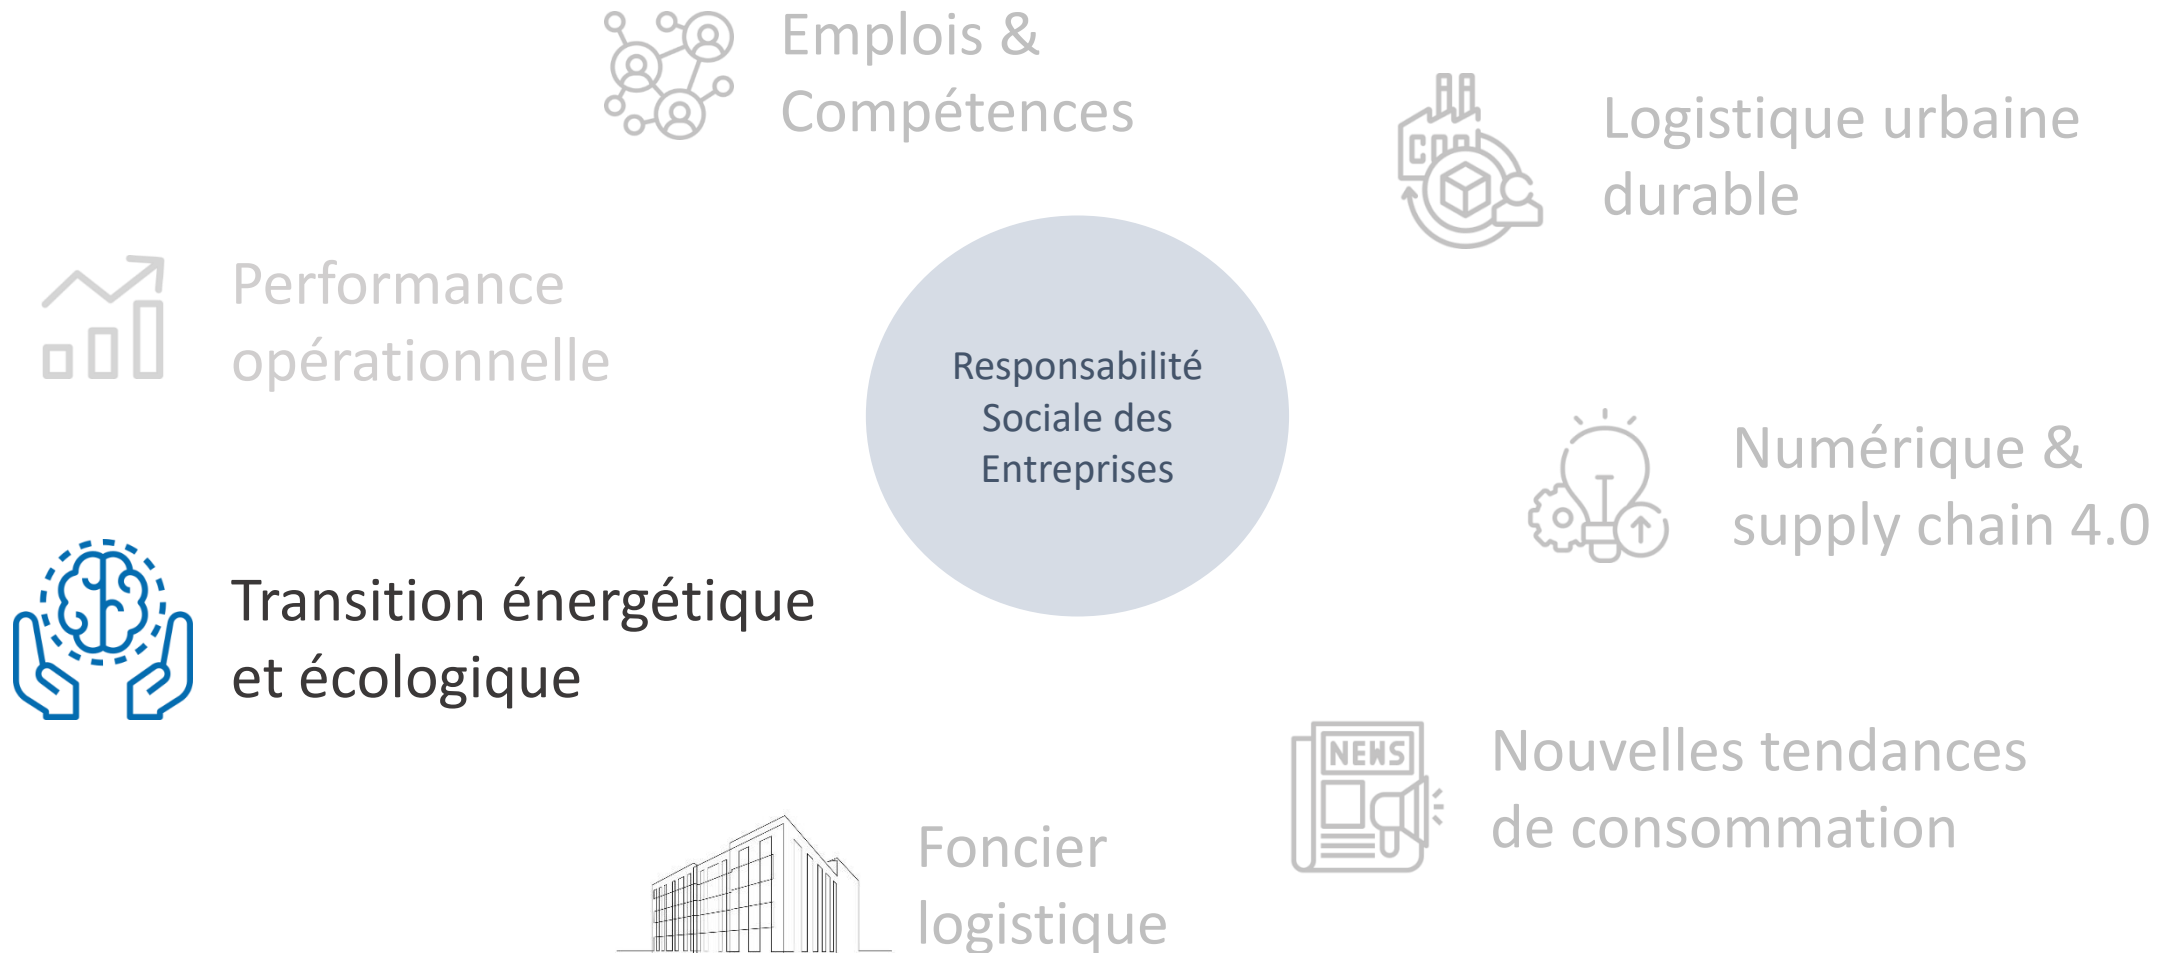 Emplois &
Compétences
Logistique urbaine
durable
Performance
opérationnelle
Responsabilité
Sociale des
Entreprises
Numérique &
supply chain 4.0
Transition énergétique
et écologique
NEWS
Nouvelles tendances
de consommation
Foncier
logistique